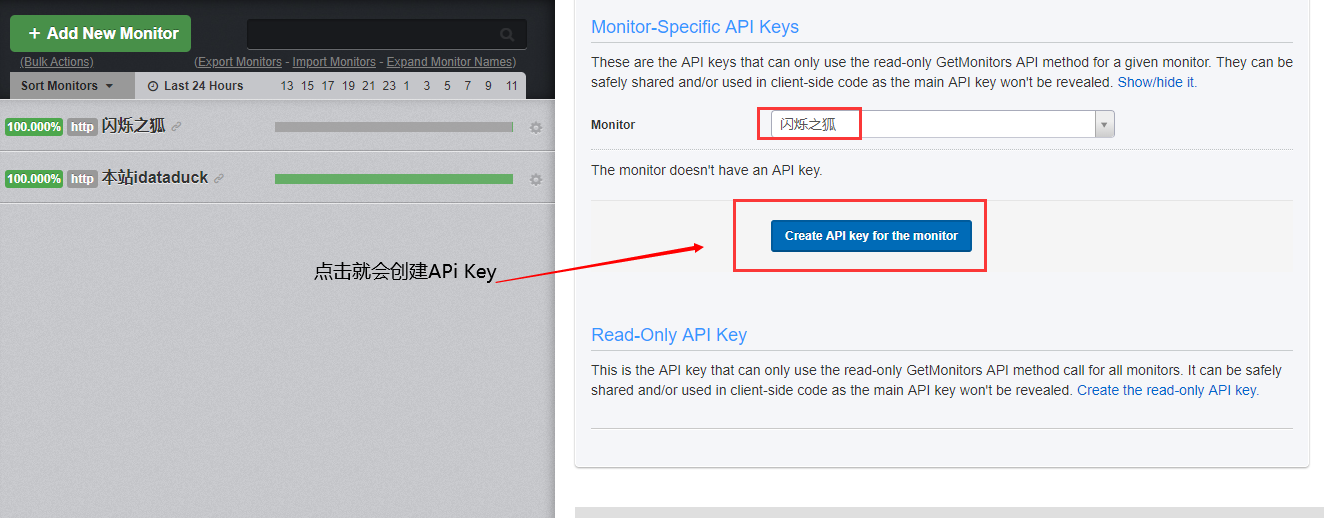 + Add New Monitor
(Bulk Actions)
(Export Monitors - Import Monitors - Expand Monitor Names)
Sort Monitors
Last 24 Hours
13 15 17 19 21 23 1 3 5 7 9 11
100.000% http 闪烁之狐
100.000% http 本站idataduck
点击就会创建APi Key
Monitor-Specific API Keys
These are the API keys that can only use the read-only GetMonitors API method for a given monitor. They can be
safely shared and/or used in client-side code as the main API key won't be revealed. Show/hide it.
Monitor
闪烁之狐
The monitor doesn't have an API key.
Create API key for the monitor
Read-Only API Key
This is the API key that can only use the read-only GetMonitors API method call for all monitors. It can be safely
shared and/or used in client-side code as the main API key won't be revealed. Create the read-only API key.